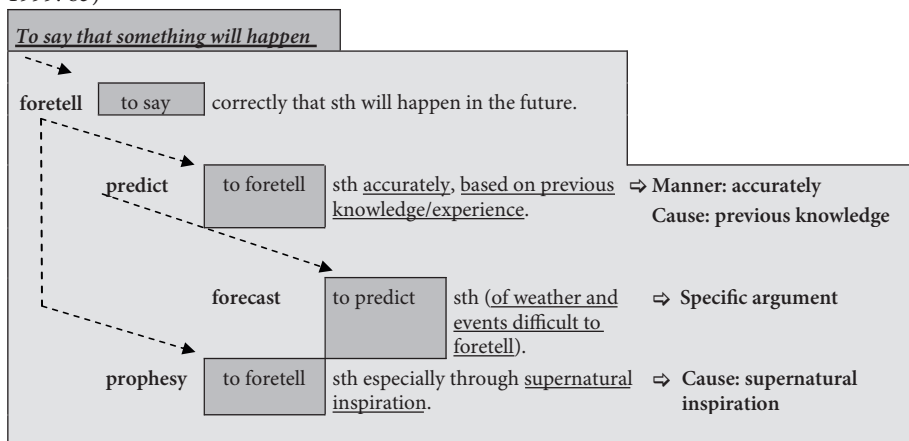 To say that something will happen
foretell to say correctly that sth will happen in the future.
predict to foretell sth accurately, based on previous ⇨ Manner: accurately
knowledge/experience. Cause: previous knowledge
forecast to predict sth (of weather and ⇨ Specific argument
events difficult to
foretell).
prophesy to foretell sth especially through supernatural ⇨ Cause: supernatural
inspiration. inspiration